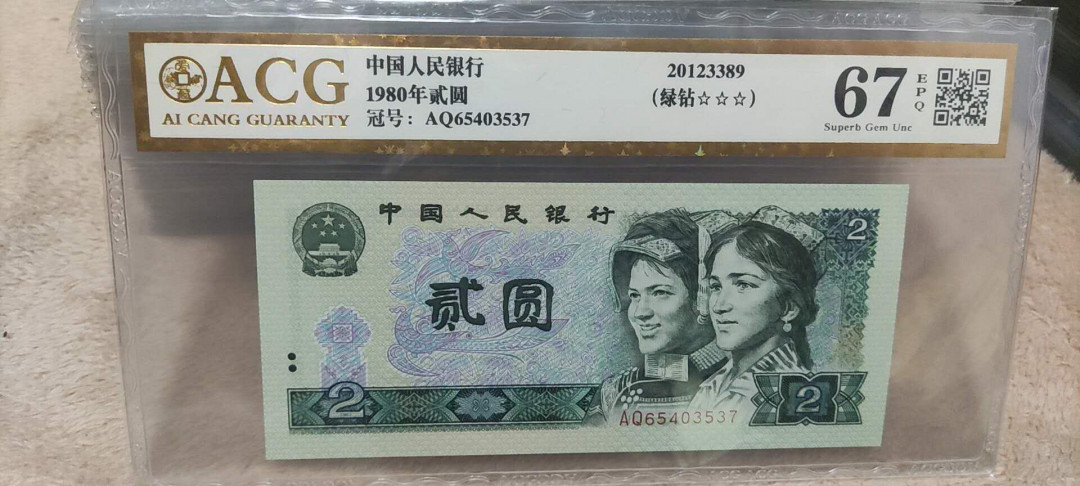 ACG
AI CANG GUARANTY
中国人民银行
1980年贰圆
冠号：AQ65403537
20123389
(绿钻☆☆☆)
67
EPQ
Superb Gem Unc
中国人民银行
2
贰圆
2
AQ65403537
2